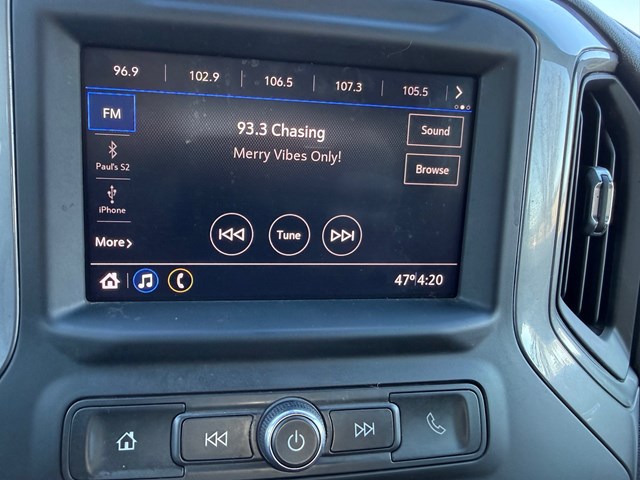 96.9 102.9 106.5 107.3 105.5
FM
93.3 Chasing
Sound
Merry Vibes Only!
Paul's S2
Browse
iPhone
More
Tune
47° 4:20